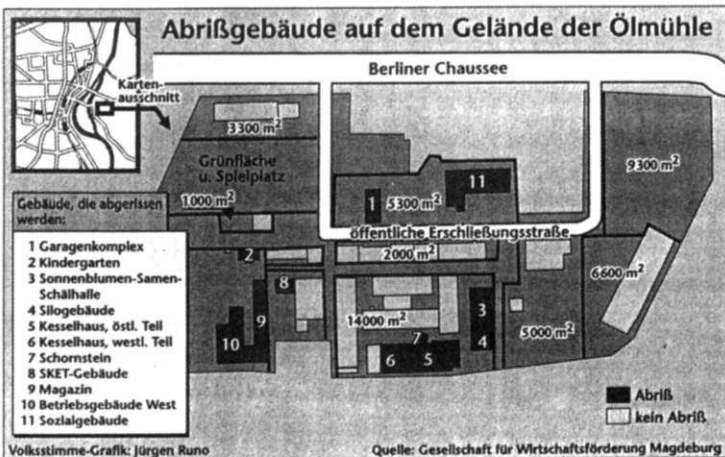 Abrißgebäude auf dem Gelände der Ölmühle
Berliner Chaussee
Karten-
ausschnitt
3300 m²
Grünfläche
u. Spielplatz
1000 m²
9300 m²
11
1
5300 m²
öffentliche Erschließungsstraße
2
2000 m²
6600 m²
8
3
9
14000 m²
5000 m²
10
7
4
6
5
Gebäude, die abgerissen
werden:
1 Garagenkomplex
2 Kindergarten
3 Sonnenblumen-Samen-
Schälhalle
4 Silogebäude
5 Kesselhaus, östl. Teil
6 Kesselhaus, westl. Teil
7 Schornstein
8 SKET-Gebäude
9 Magazin
10 Betriebsgebäude West
11 Sozialgebäude
Abriß
kein Abriß
Volksstimme-Grafik: Jürgen Runo
Quelle: Gesellschaft für Wirtschaftsförderung Magdeburg